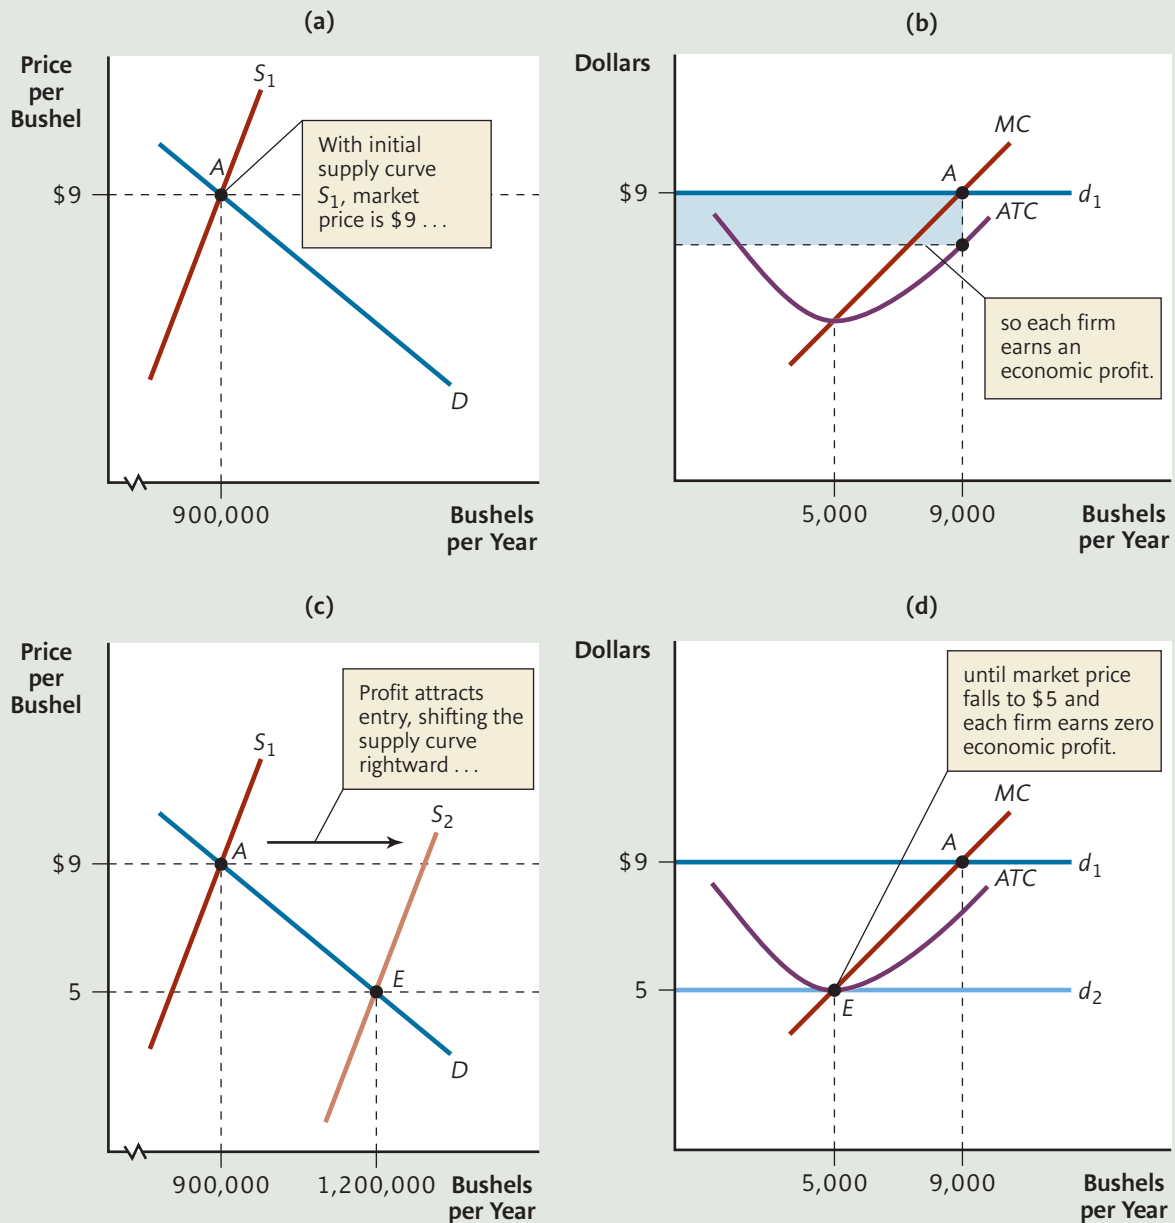 (a)
Price
per
Bushel
S1
A
With initial
supply curve
S1, market
price is $9 . . .
$9
D
900,000
Bushels
per Year
(b)
Dollars
MC
A
$9
d1
ATC
so each firm
earns an
economic profit.
5,000
9,000
Bushels
per Year
(c)
Price
per
Bushel
Profit attracts
entry, shifting the
supply curve
rightward . . .
S1
S2
A
$9
E
5
D
900,000
1,200,000
Bushels
per Year
(d)
Dollars
until market price
falls to $5 and
each firm earns zero
economic profit.
MC
A
$9
d1
ATC
5
E
d2
5,000
9,000
Bushels
per Year